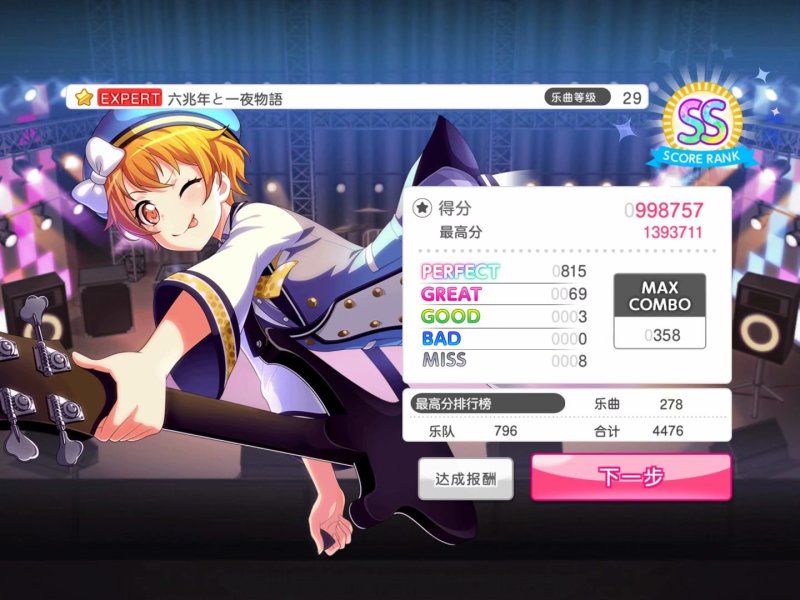 EXPERT 六兆年と一夜物語 乐曲等级 29
SS
SCORE RANK
得分 0998757
最高分 1393711
PERFECT 0815
GREAT 0069
GOOD 0003
BAD 0000
MISS 0008
MAX
COMBO
0358
最高分排行榜 乐曲 278
乐队 796 合计 4476
达成报酬 下一步